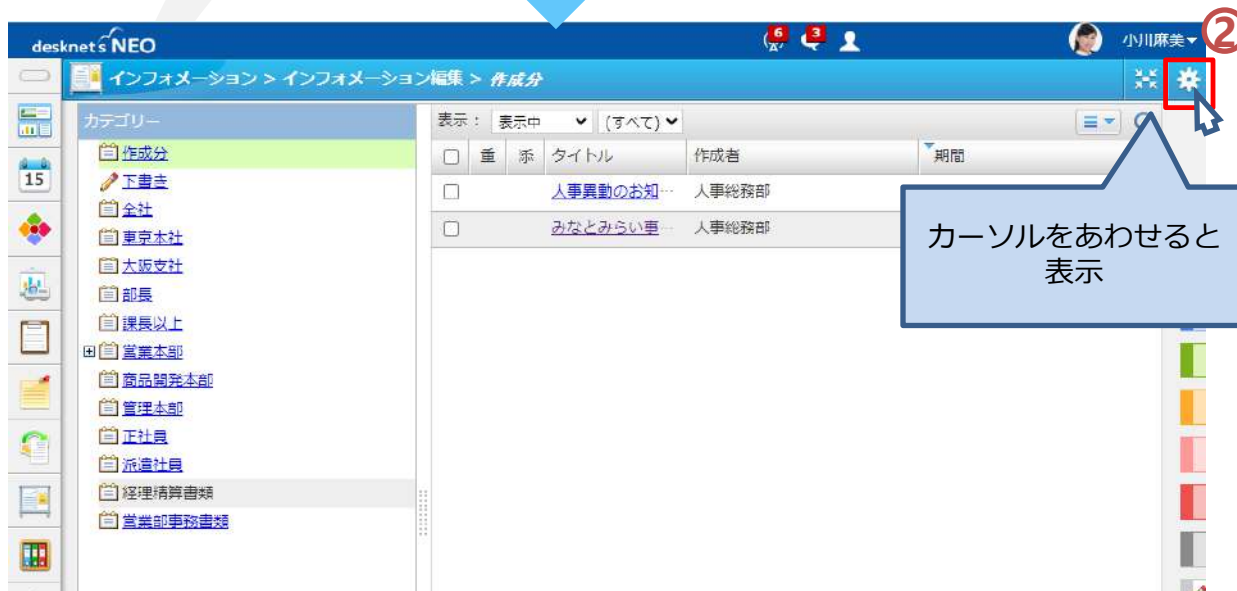 desknet's NEO
6
3
小川麻美
②
インフォメーション > インフォメーション編集 > 作成分
カテゴリー
作成分
下書き
全社
東京本社
大阪支社
部長
課長以上
営業本部
商品開発本部
管理本部
正社員
派遣社員
経理精算書類
営業部事務書類
15
表示： 表示中 (すべて)
重 添 タイトル 作成者 期間
人事異動のお知… 人事総務部
みなとみらい事… 人事総務部
カーソルをあわせると
表示